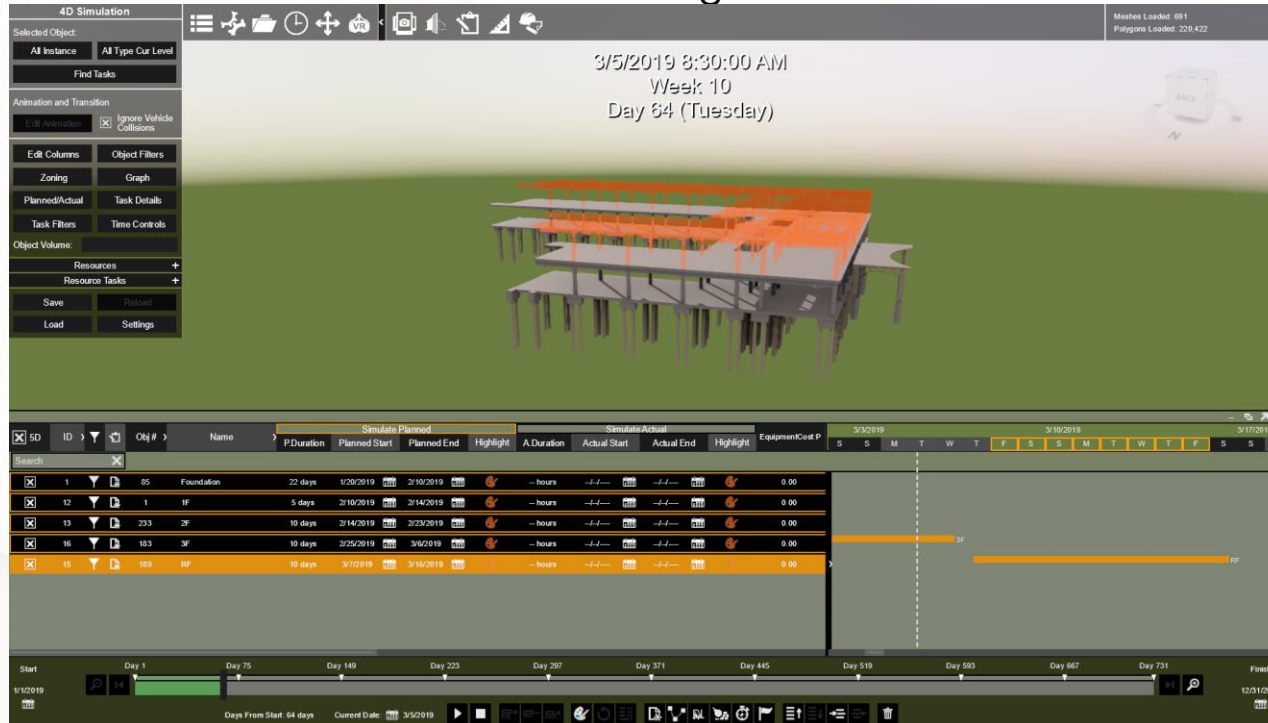 4D Simulation
Selected Object:
All Instance All Type Cur Level
Find Tasks
Animation and Transition
Edit Animation Ignore Vehicle Collisions
Edit Columns Object Filters
Zoning Graph
Planned/Actual Task Details
Task Filters Time Controls
Object Volume:
Resources +
Resource Tasks +
Save Reload
Load Settings
VR
Meshes Loaded: 691
Polygons Loaded: 220,422
3/5/2019 8:30:00 AM
Week 10
Day 64 (Tuesday)
BACK
N
Simulate Planned Simulate Actual
5D ID Obj # Name P.Duration Planned Start Planned End Highlight A.Duration Actual Start Actual End Highlight EquipmentCost P
3/3/2019 3/10/2019 3/17/201
S S M T W T F S S M T W T F S S
Search
1 85 Foundation 22 days 1/20/2019 2/10/2019 -- hours --/--/---- --/--/---- 0.00
12 1 1F 5 days 2/10/2019 2/14/2019 -- hours --/--/---- --/--/---- 0.00
13 233 2F 10 days 2/14/2019 2/23/2019 -- hours --/--/---- --/--/---- 0.00
16 183 3F 10 days 2/25/2019 3/6/2019 -- hours --/--/---- --/--/---- 0.00 3F
15 189 RF 10 days 3/7/2019 3/16/2019 -- hours --/--/---- --/--/---- 0.00 RF
Start Day 1 Day 75 Day 149 Day 223 Day 297 Day 371 Day 445 Day 519 Day 593 Day 667 Day 731 Finis
1/1/2019 12/31/20
Days From Start: 64 days Current Date: 3/5/2019